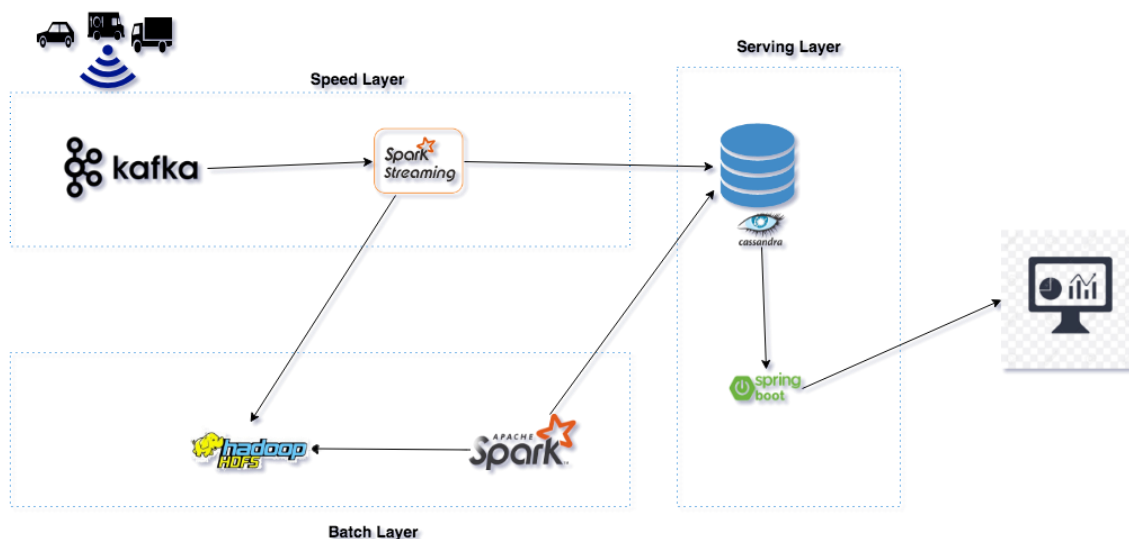 Serving Layer
Speed Layer
kafka
Spark
Streaming
cassandra
spring
boot
APACHE
Spark
hadoop
HDFS
Batch Layer